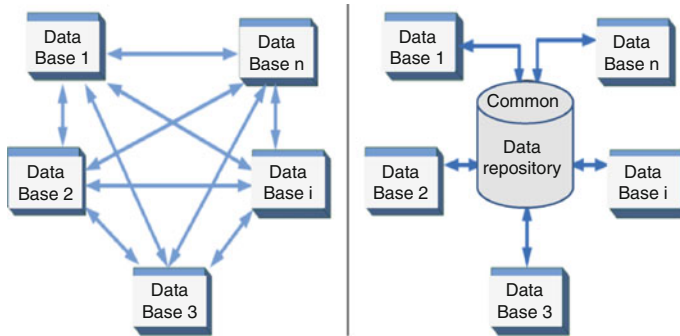 Data
Base 1
Data
Base n
Data
Base 2
Data
Base i
Data
Base 3
Data
Base 1
Data
Base n
Common
Data
repository
Data
Base 2
Data
Base i
Data
Base 3